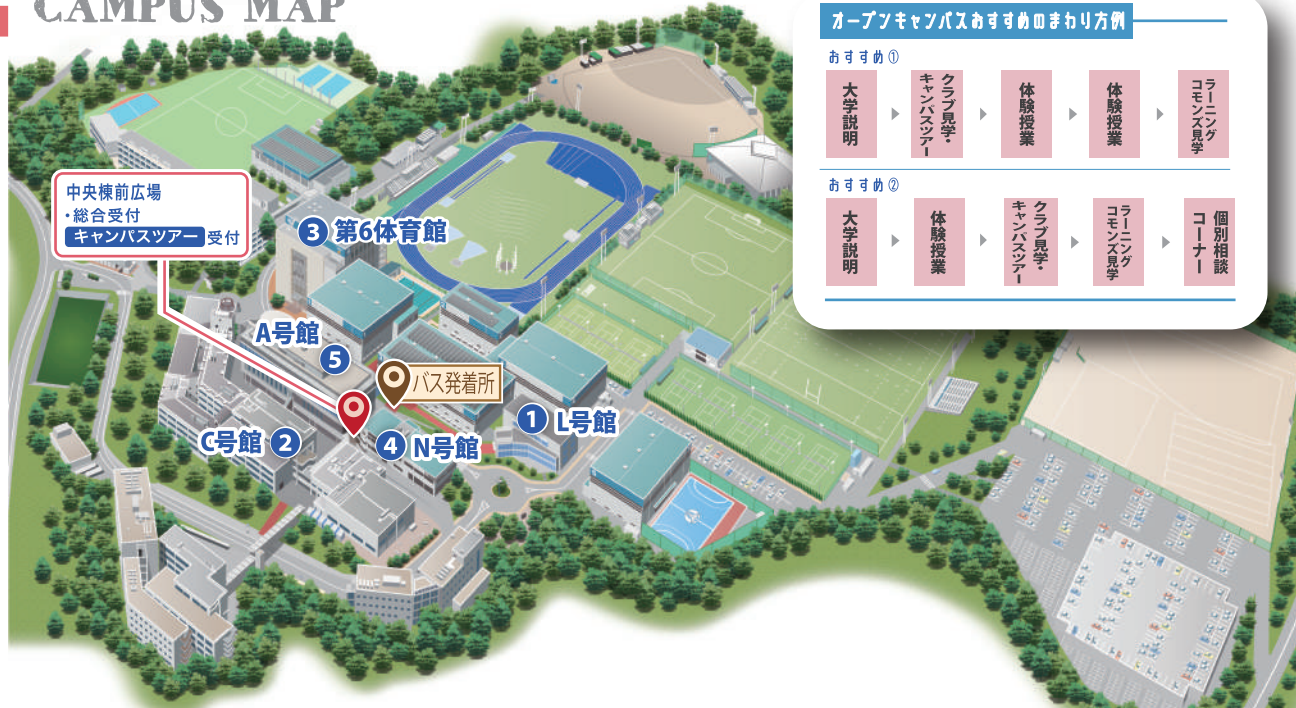 CAMPUS MAP
オープンキャンパスおすすめのまわり方例
おすすめ①
大学説明
クラブ見学・
キャンパスツアー
体験授業
体験授業
ラーニング
コモンズ見学
おすすめ②
大学説明
体験授業
クラブ見学・
キャンパスツアー
ラーニング
コモンズ見学
個別相談
コーナー
中央棟前広場
・総合受付
キャンパスツアー 受付
3 第6体育館
A号館
5
バス発着所
1 L号館
C号館 2
4 N号館